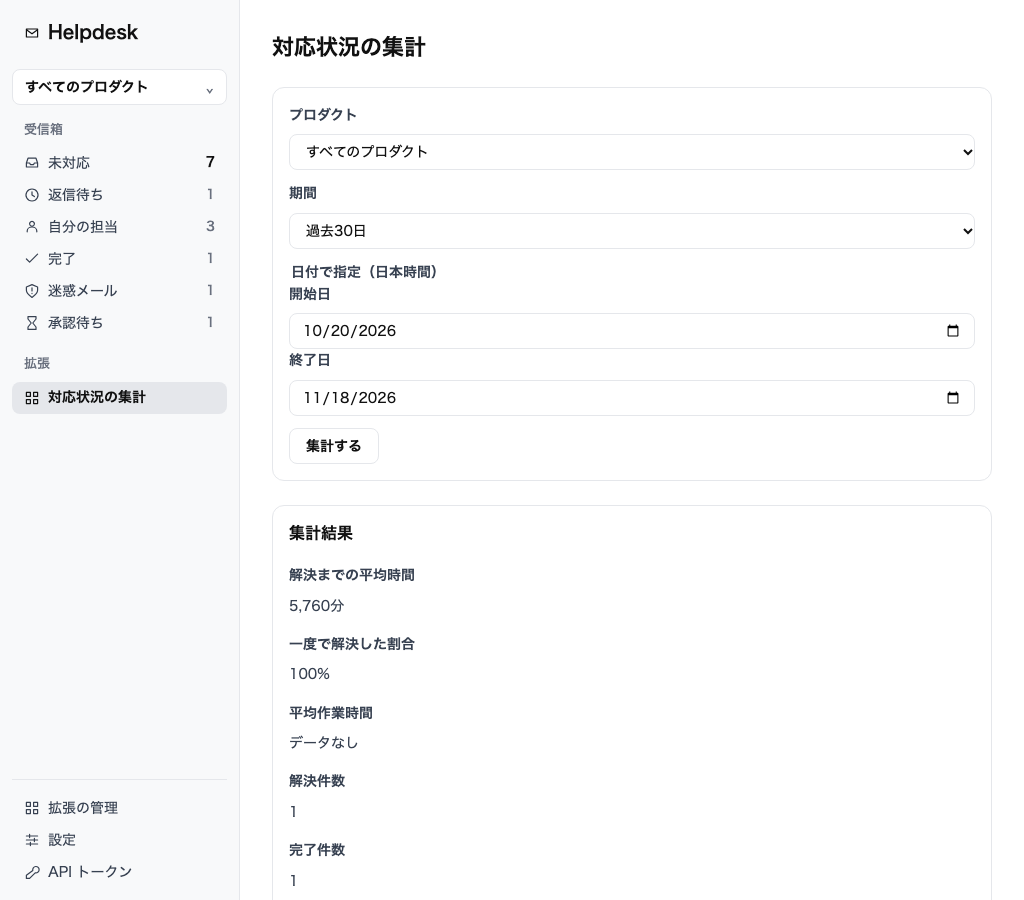 Helpdesk
すべてのプロダクト
受信箱
未対応 7
返信待ち 1
自分の担当 3
完了 1
迷惑メール 1
承認待ち 1
拡張
対応状況の集計
拡張の管理
設定
API トークン
対応状況の集計
プロダクト
すべてのプロダクト
期間
過去30日
日付で指定（日本時間）
開始日
10/20/2026
終了日
11/18/2026
集計する
集計結果
解決までの平均時間
5,760分
一度で解決した割合
100%
平均作業時間
データなし
解決件数
1
完了件数
1